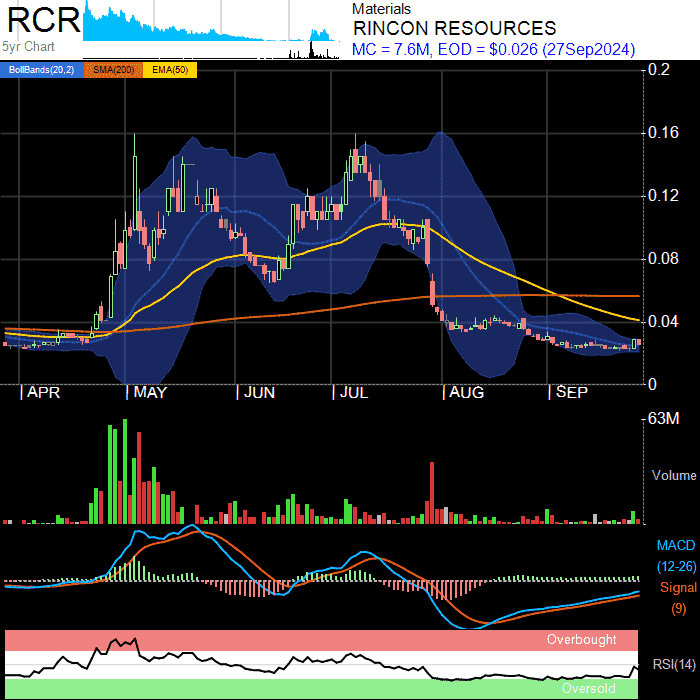 RCR
5yr Chart
Materials
RINCON RESOURCES
MC = 7.6M, EOD = $0.026 (27Sep2024)
BollBands(20,2) SMA(200) EMA(50)
0.2
0.16
0.12
0.08
0.04
0
APR MAY JUN JUL AUG SEP
63M
Volume
MACD
(12-26)
Signal
(9)
Overbought
RSI(14)
Oversold